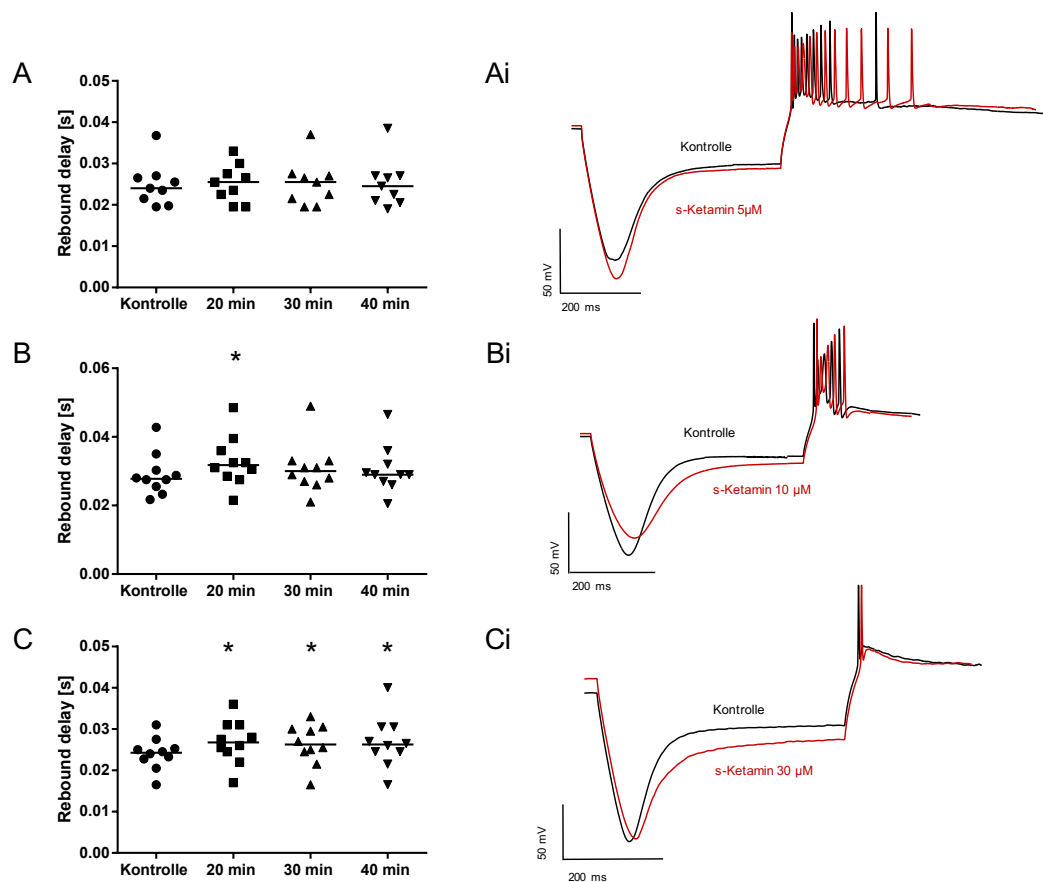 A
Rebound delay [s]
0.05
0.04
0.03
0.02
0.01
0.00
Kontrolle 20 min 30 min 40 min
Ai
Kontrolle
s-Ketamin 5µM
50 mV
200 ms
B
*
Rebound delay [s]
0.06
0.04
0.02
0.00
Kontrolle 20 min 30 min 40 min
Bi
Kontrolle
s-Ketamin 10 µM
50 mV
200 ms
C
* * *
Rebound delay [s]
0.05
0.04
0.03
0.02
0.01
0.00
Kontrolle 20 min 30 min 40 min
Ci
Kontrolle
s-Ketamin 30 µM
50 mV
200 ms